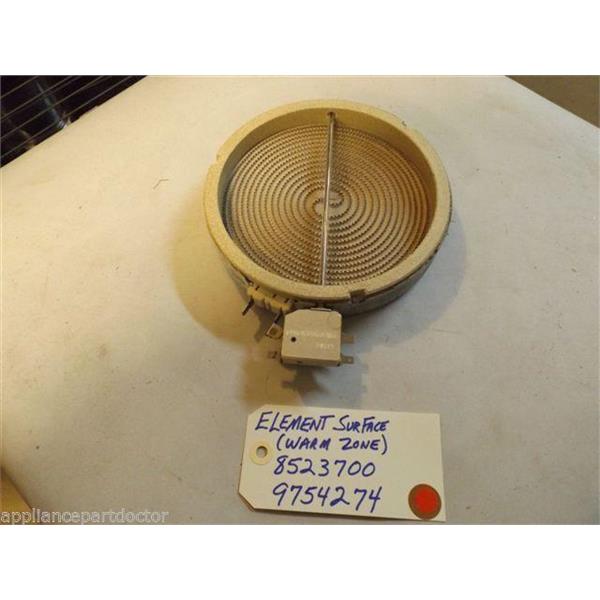 ELEMENT SURFACE
(WARM ZONE)
8523700
9754274
appliancepartdoctor